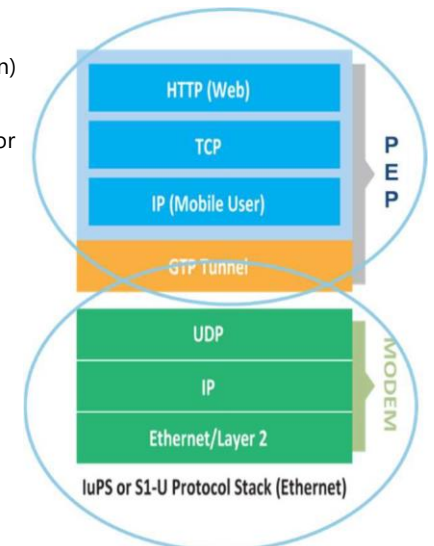 n)
or
HTTP (Web)
TCP
IP (Mobile User)
GTP Tunnel
PEP
UDP
IP
Ethernet/Layer 2
MODEM
IuPS or S1-U Protocol Stack (Ethernet)